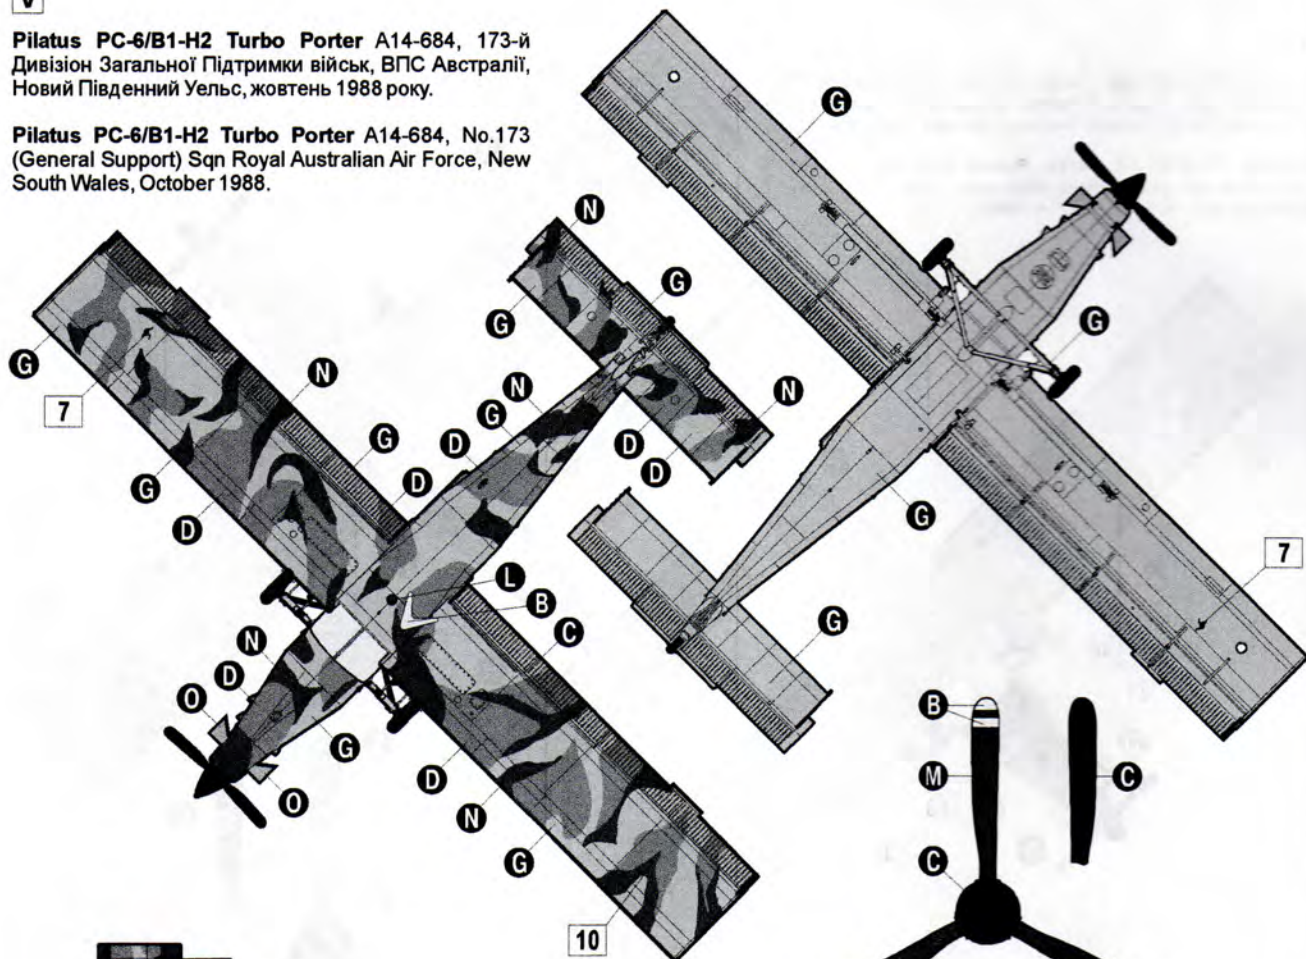 V
Pilatus PC-6/B1-H2 Turbo Porter A14-684, 173-й
Дивізіон Загальної Підтримки військ, ВПС Австралії,
Новий Південний Уельс, жовтень 1988 року.
Pilatus PC-6/B1-H2 Turbo Porter A14-684, No.173
(General Support) Sqn Royal Australian Air Force, New
South Wales, October 1988.
G
N
G
G
G
G
7
N
N
G
G
N
D
D
D
G
D
D
G
7
L
B
C
G
N
D
O
G
D
O
N
G
B
M
C
C
10